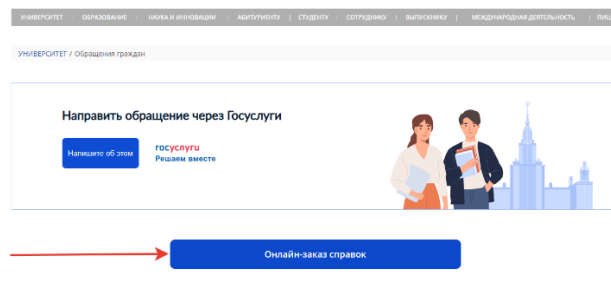 УНИВЕРСИТЕТ | ОБРАЗОВАНИЕ | НАУКА И ИННОВАЦИИ | АБИТУРИЕНТУ | СТУДЕНТУ | СОТРУДНИКУ | ВЫПУСКНИКУ | МЕЖДУНАРОДНАЯ ДЕЯТЕЛЬНОСТЬ |
УНИВЕРСИТЕТ / Обращения граждан
Направить обращение через Госуслуги
Напишите об этом
госуслуги
Решаем вместе
Онлайн-заказ справок